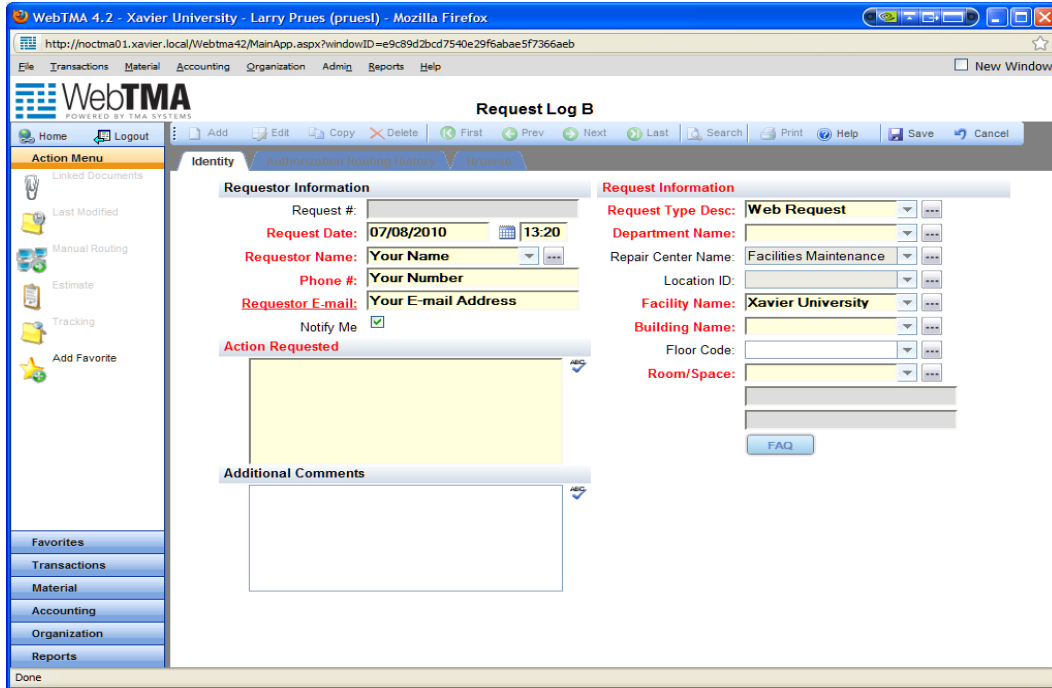 WebTMA 4.2 - Xavier University - Larry Prues (pruesl) - Mozilla Firefox
http://noctma01.xavier.local/Webtma42/MainApp.aspx?windowID=e9c89d2bcd7540e29f6abae5f7366aeb
File Transactions Material Accounting Organization Admin Reports Help New Window
WebTMA
POWERED BY TMA SYSTEMS
Request Log B
Home Logout Add Edit Copy Delete First Prev Next Last Search Print Help Save Cancel
Action Menu
Linked Documents
Last Modified
Manual Routing
Estimate
Tracking
Add Favorite
Favorites
Transactions
Material
Accounting
Organization
Reports
Identity Authorization Routing History Browse
Requestor Information
Request #:
Request Date: 07/08/2010 13:20
Requestor Name: Your Name
Phone #: Your Number
Requestor E-mail: Your E-mail Address
Notify Me
Action Requested
ABC
Additional Comments
ABC
Request Information
Request Type Desc: Web Request
Department Name:
Repair Center Name: Facilities Maintenance
Location ID:
Facility Name: Xavier University
Building Name:
Floor Code:
Room/Space:
FAQ
Done